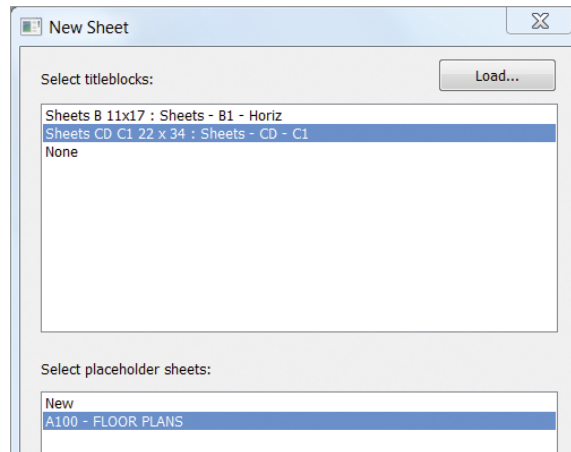 New Sheet
Select titleblocks:
Load...
Sheets B 11x17 : Sheets - B1 - Horiz
Sheets CD C1 22 x 34 : Sheets - CD - C1
None
Select placeholder sheets:
New
A100 - FLOOR PLANS